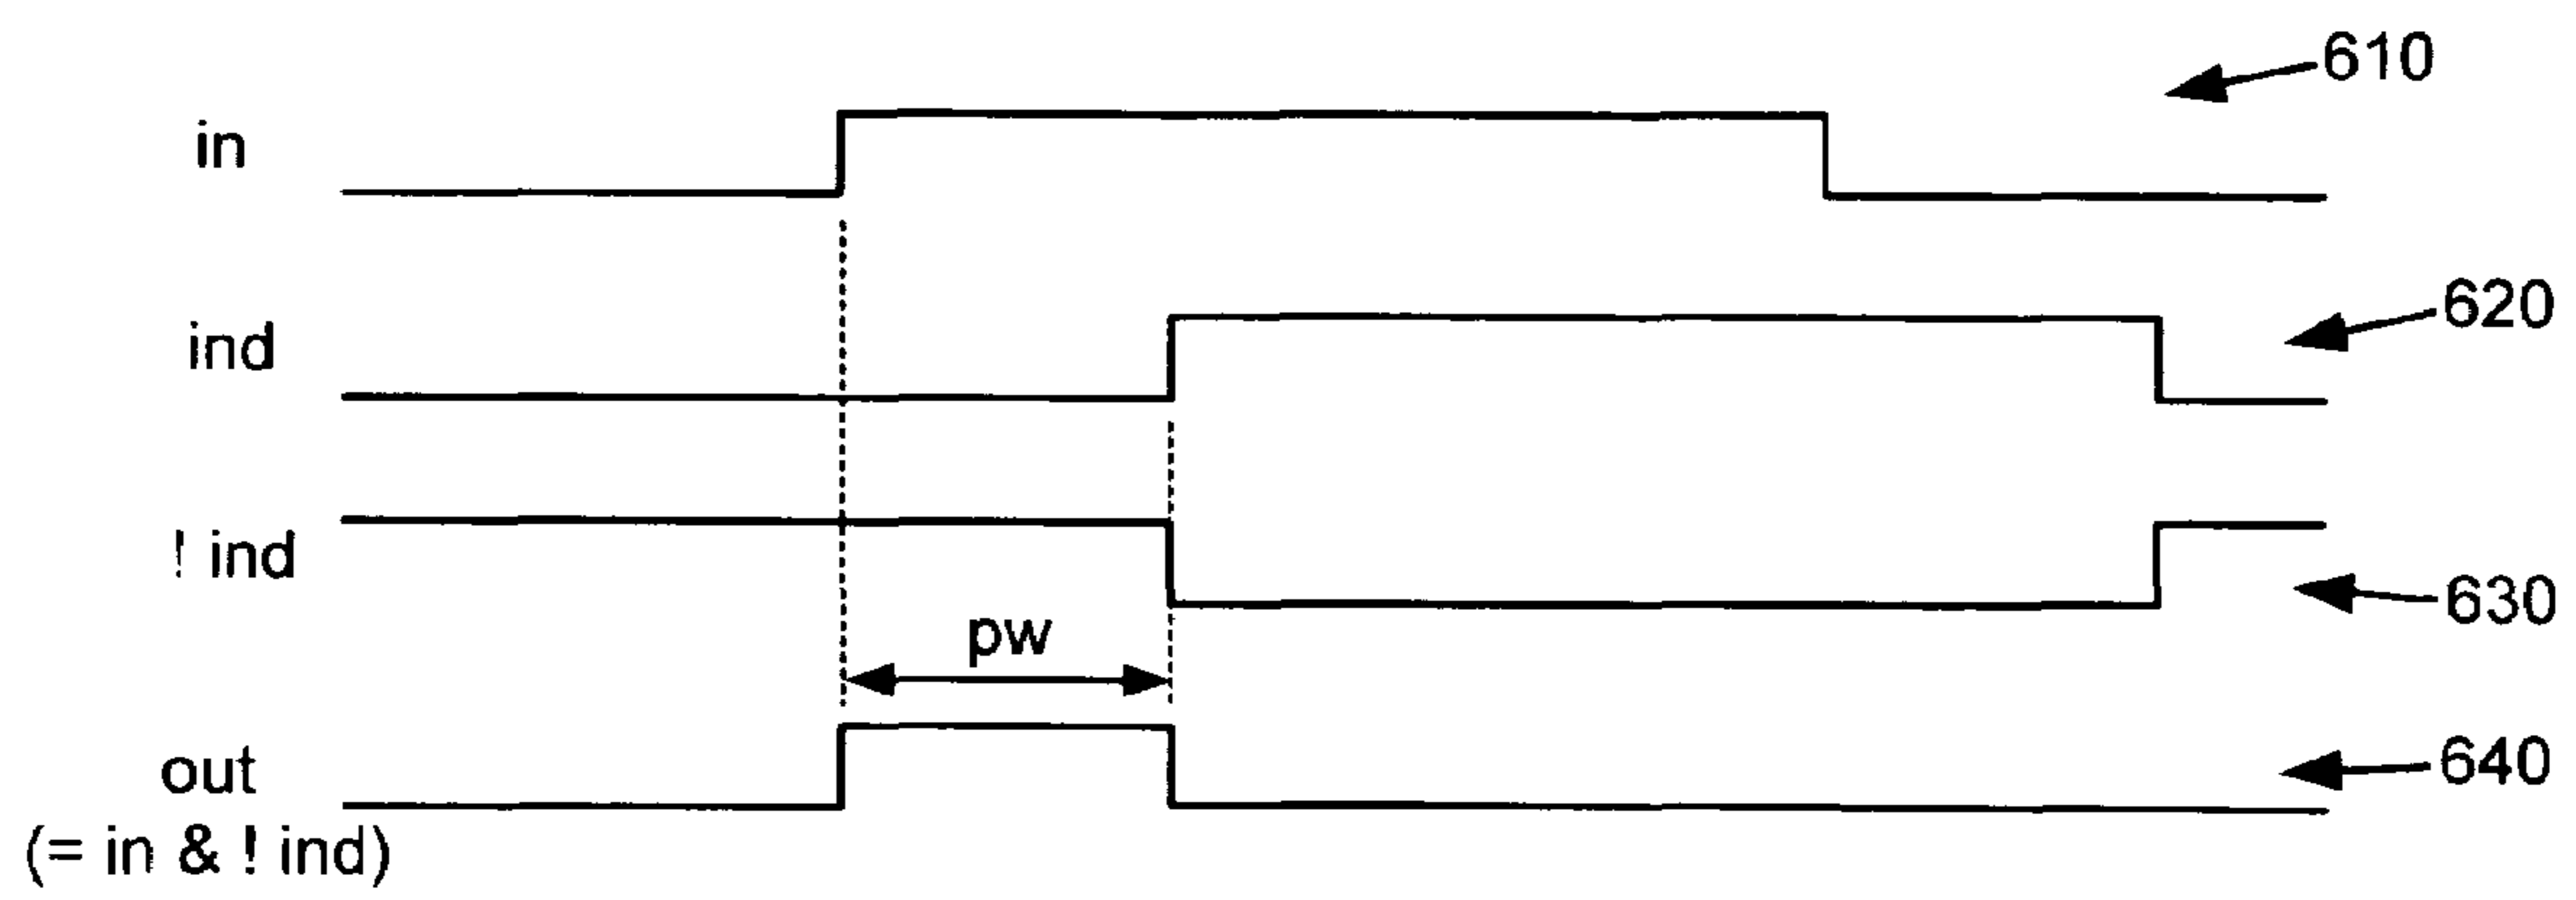 610
in
620
ind
! ind
630
pw
640
out
(= in & ! ind)